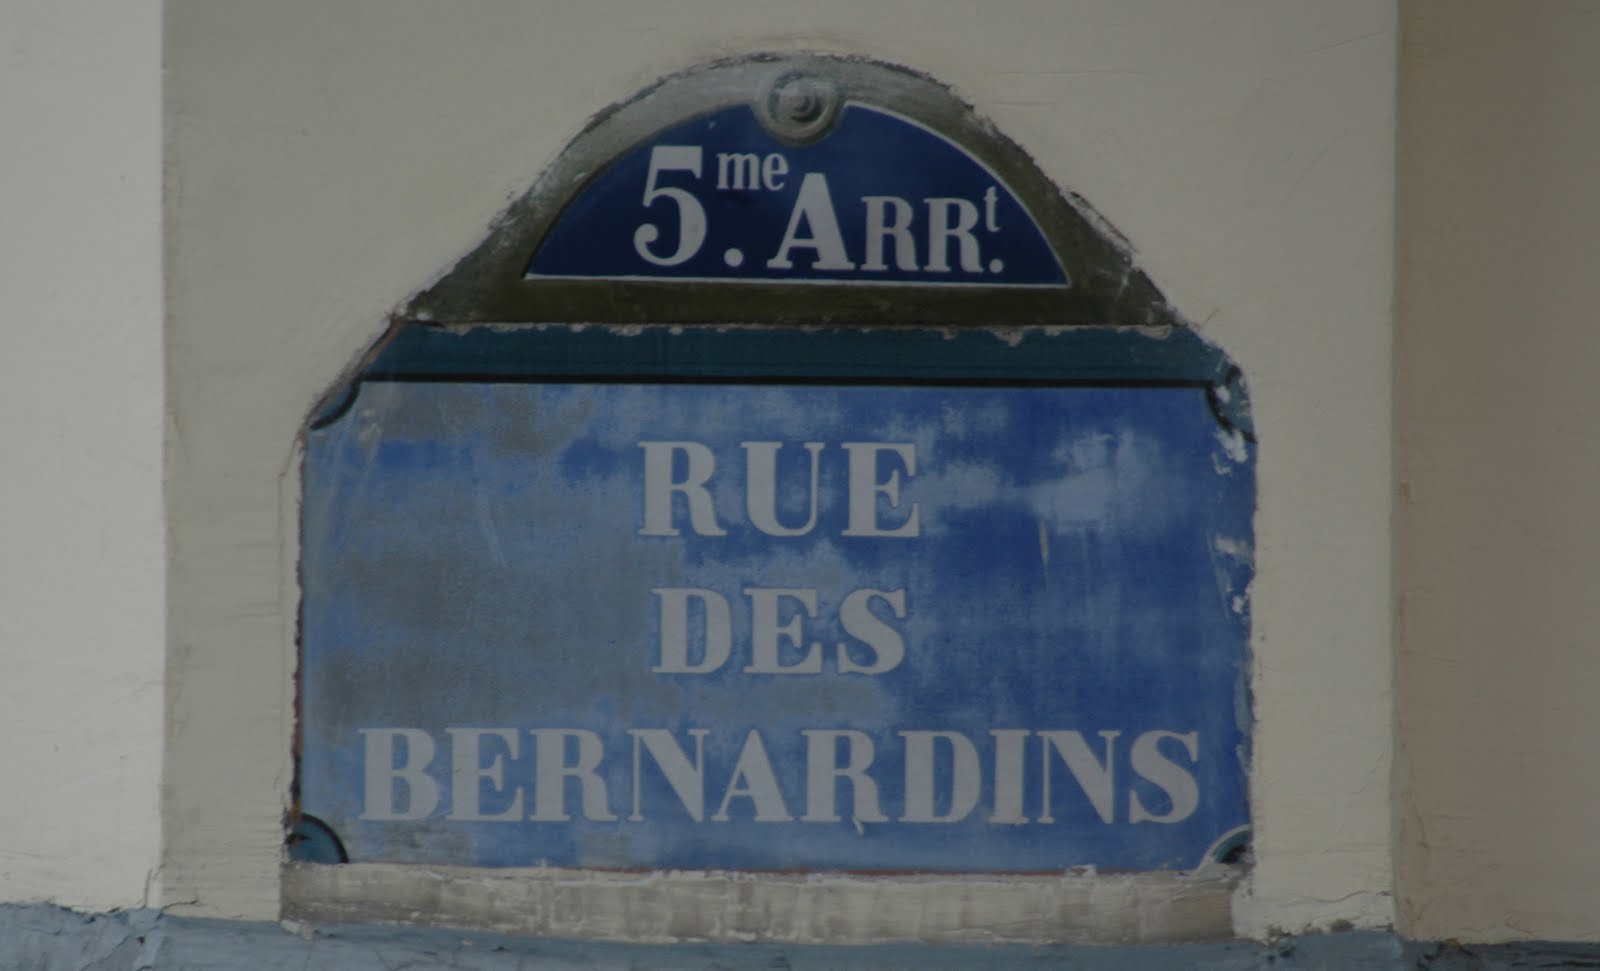 5me. ARRt.
RUE
DES
BERNARDINS